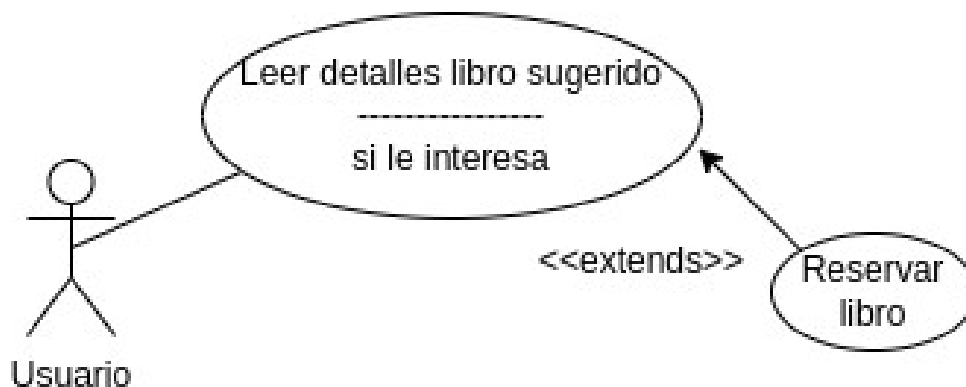 Leer detalles libro sugerido
---------------
si le interesa
<<extends>>
Reservar
libro
Usuario